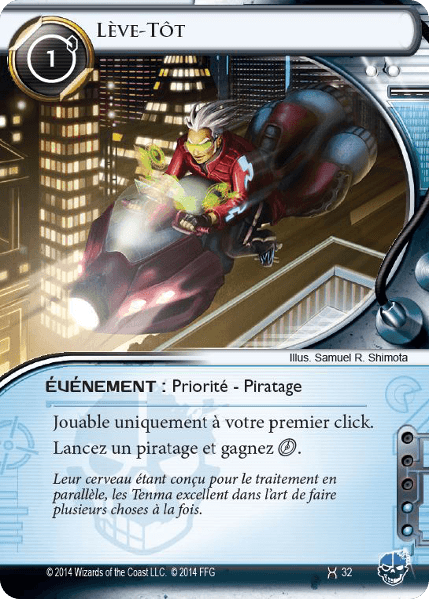 Lève-Tôt
1
Illus. Samuel R. Shimota
ÉVÉNEMENT : Priorité - Piratage
Jouable uniquement à votre premier click.
Lancez un piratage et gagnez .
Leur cerveau étant conçu pour le traitement en
parallèle, les Tenma excellent dans l'art de faire
plusieurs choses à la fois.
© 2014 Wizards of the Coast LLC. © 2014 FFG
32